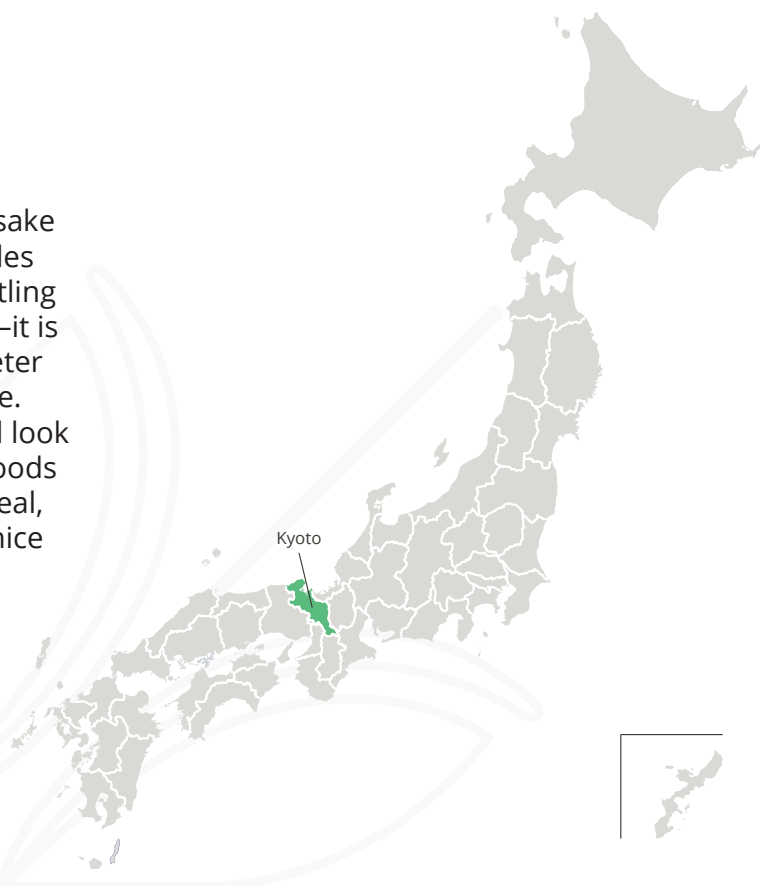 sake
les
tling
–it is
eter
e.
l look
oods
eal,
nice
Kyoto